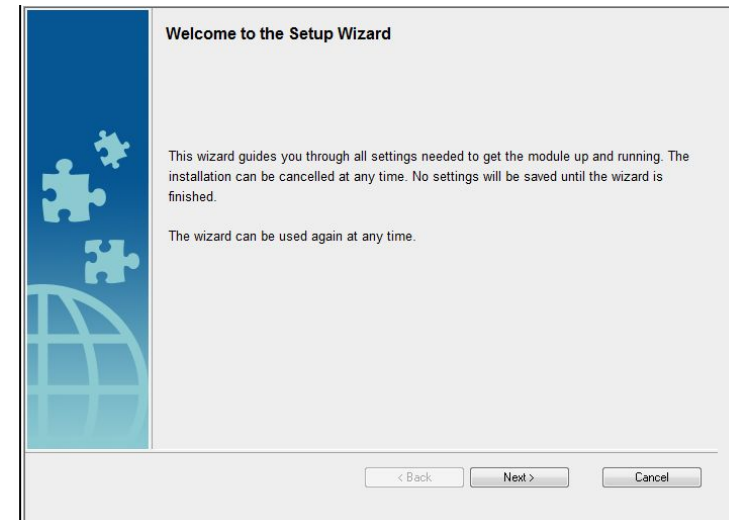 Welcome to the Setup Wizard
This wizard guides you through all settings needed to get the module up and running. The
installation can be cancelled at any time. No settings will be saved until the wizard is
finished.
The wizard can be used again at any time.
< Back Next > Cancel